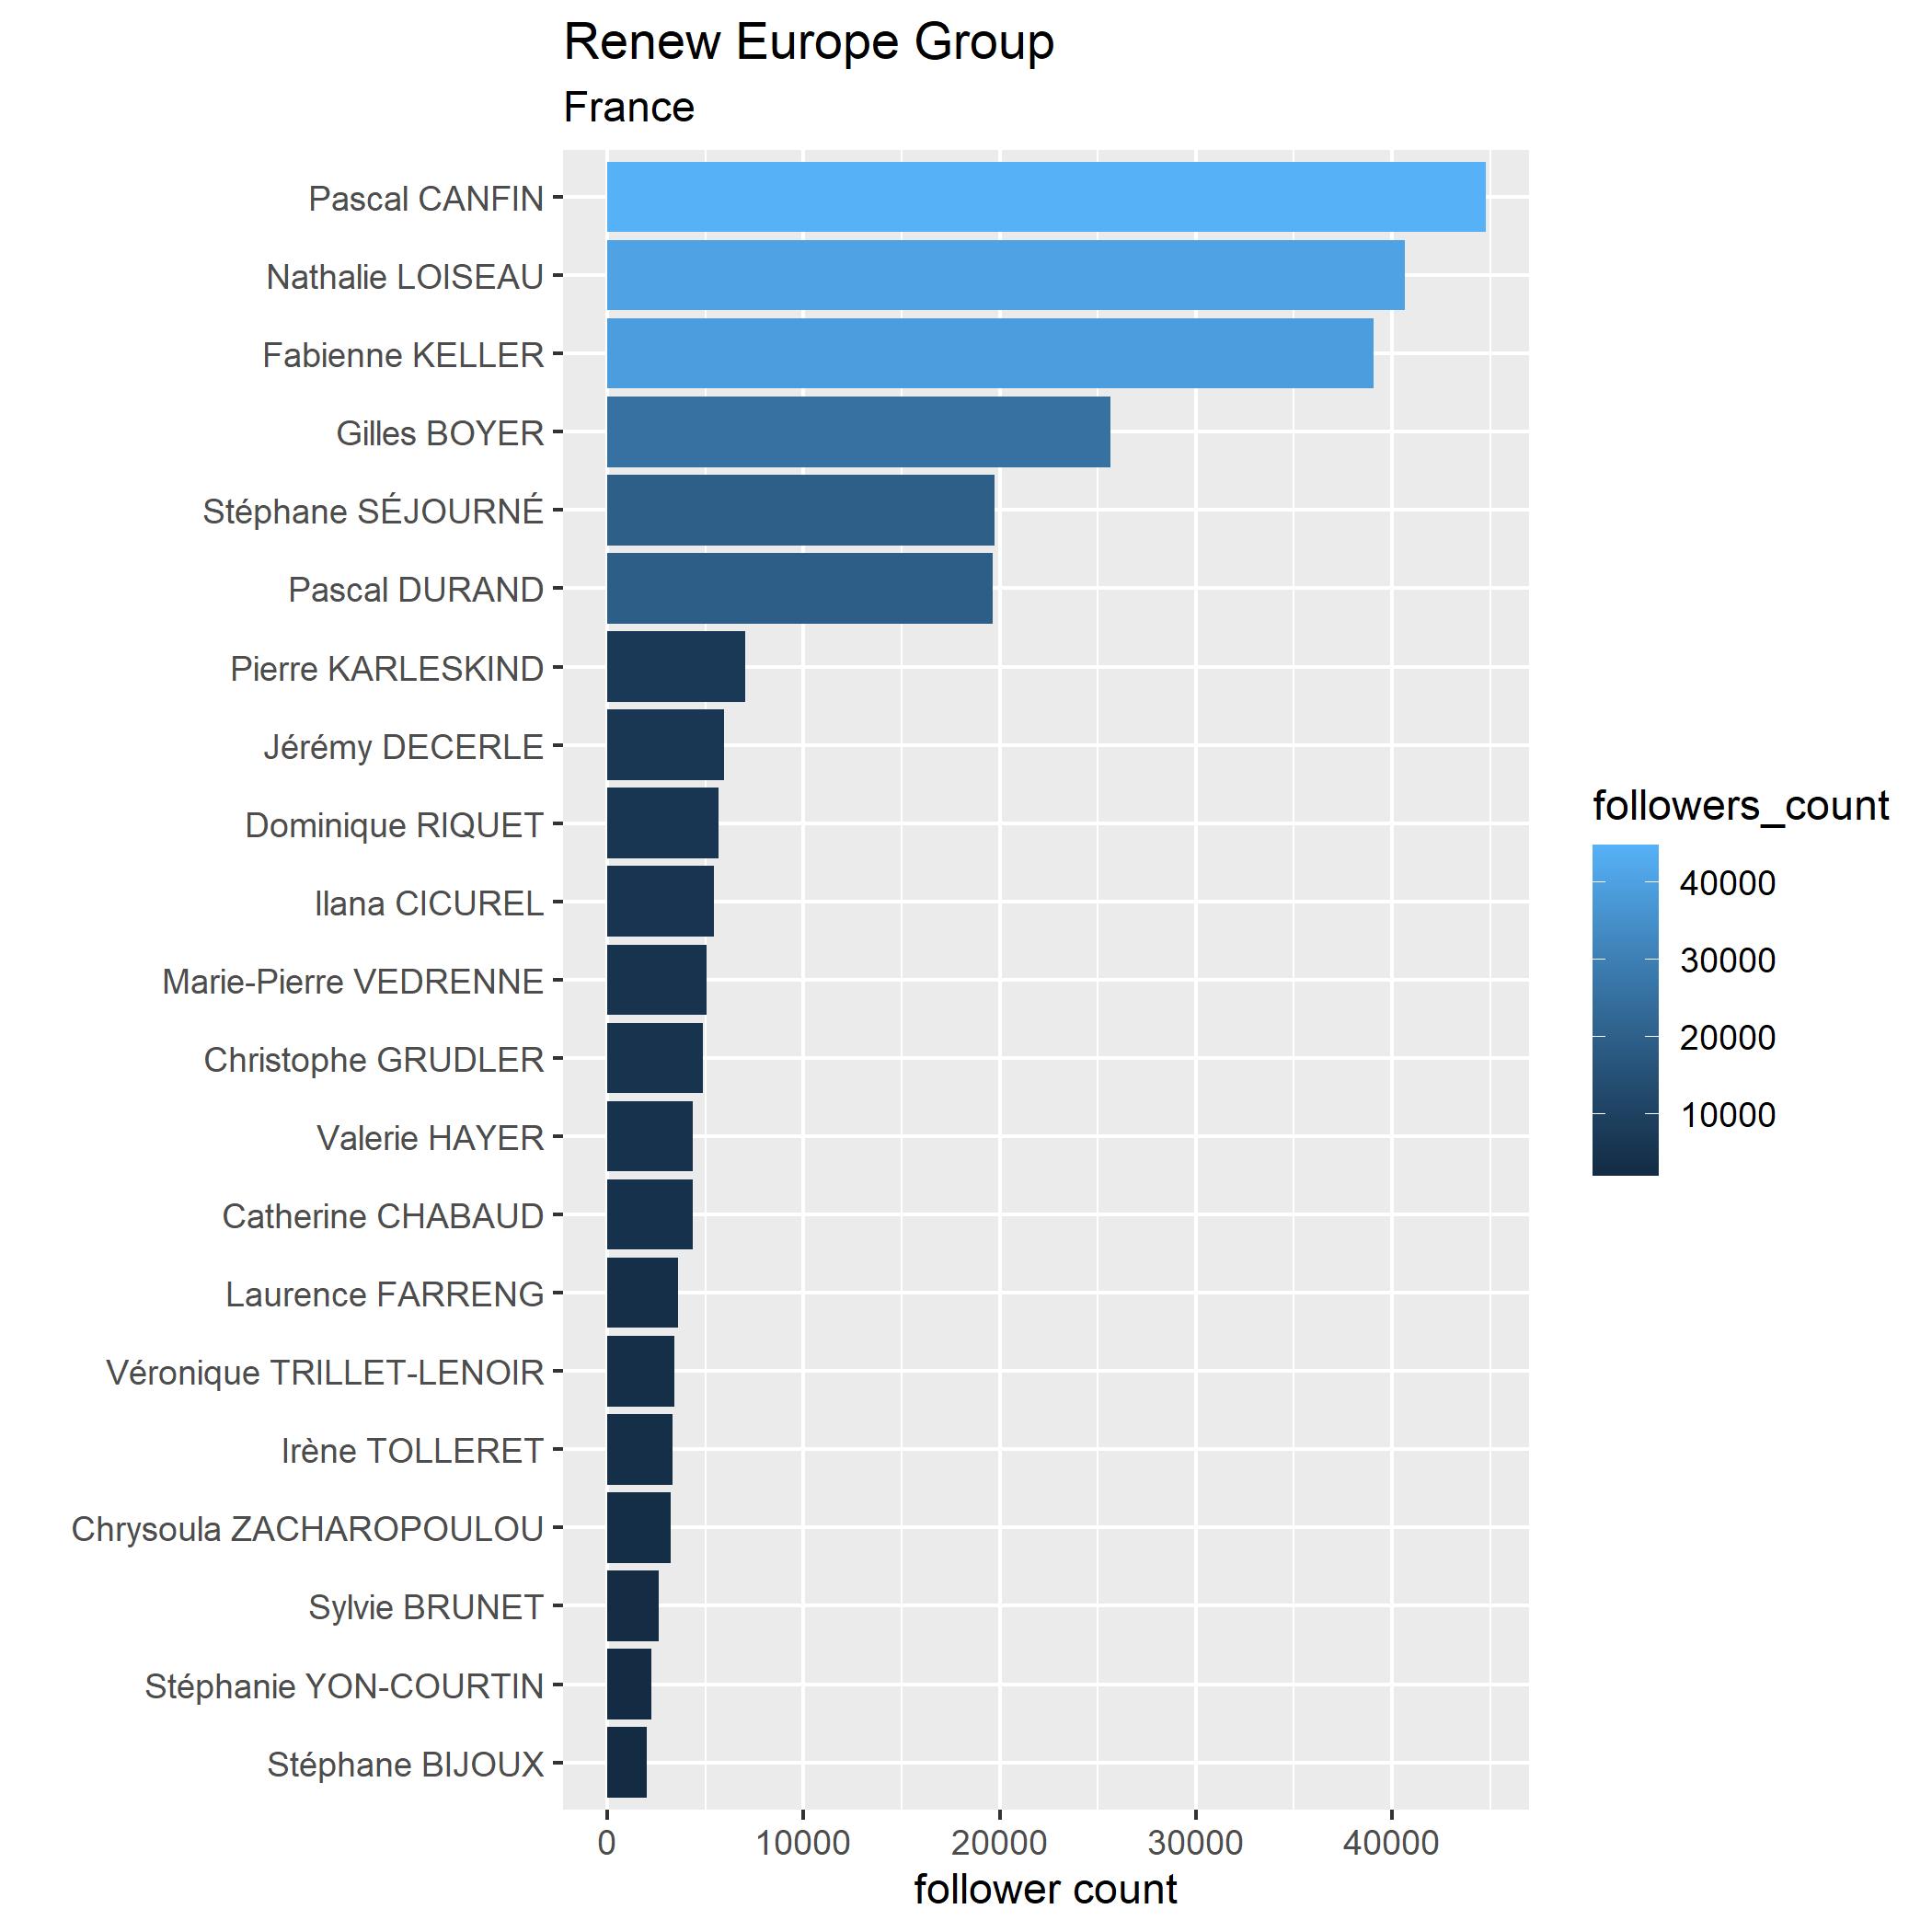 Renew Europe Group
France
Pascal CANFIN
Nathalie LOISEAU
Fabienne KELLER
Gilles BOYER
Stéphane SÉJOURNÉ
Pascal DURAND
Pierre KARLESKIND
Jérémy DECERLE
Dominique RIQUET
Ilana CICUREL
Marie-Pierre VEDRENNE
Christophe GRUDLER
Valerie HAYER
Catherine CHABAUD
Laurence FARRENG
Véronique TRILLET-LENOIR
Irène TOLLERET
Chrysoula ZACHAROPOULOU
Sylvie BRUNET
Stéphanie YON-COURTIN
Stéphane BIJOUX
0 10000 20000 30000 40000
follower count
followers_count
40000
30000
20000
10000